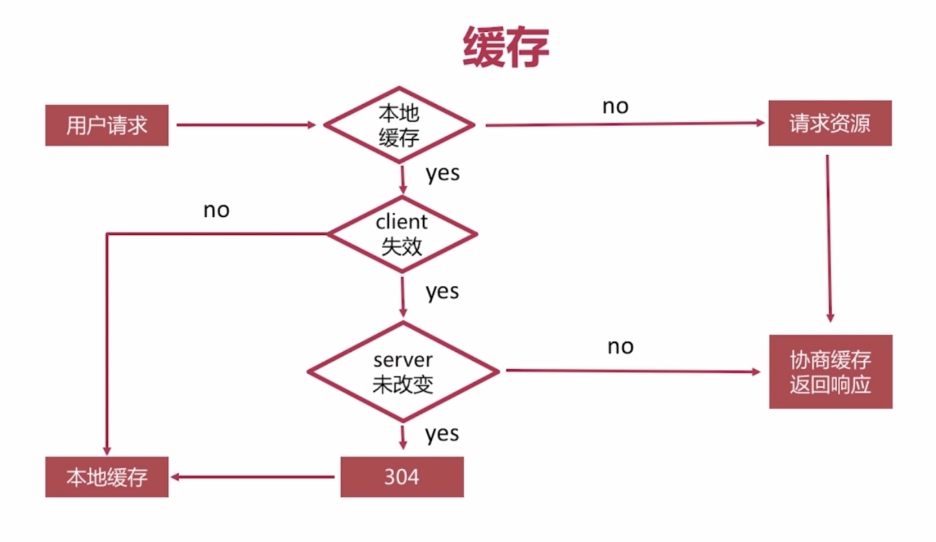 缓存
用户请求
本地
缓存
no
请求资源
yes
client
失效
no
yes
server
未改变
no
协商缓存
返回响应
yes
本地缓存
304